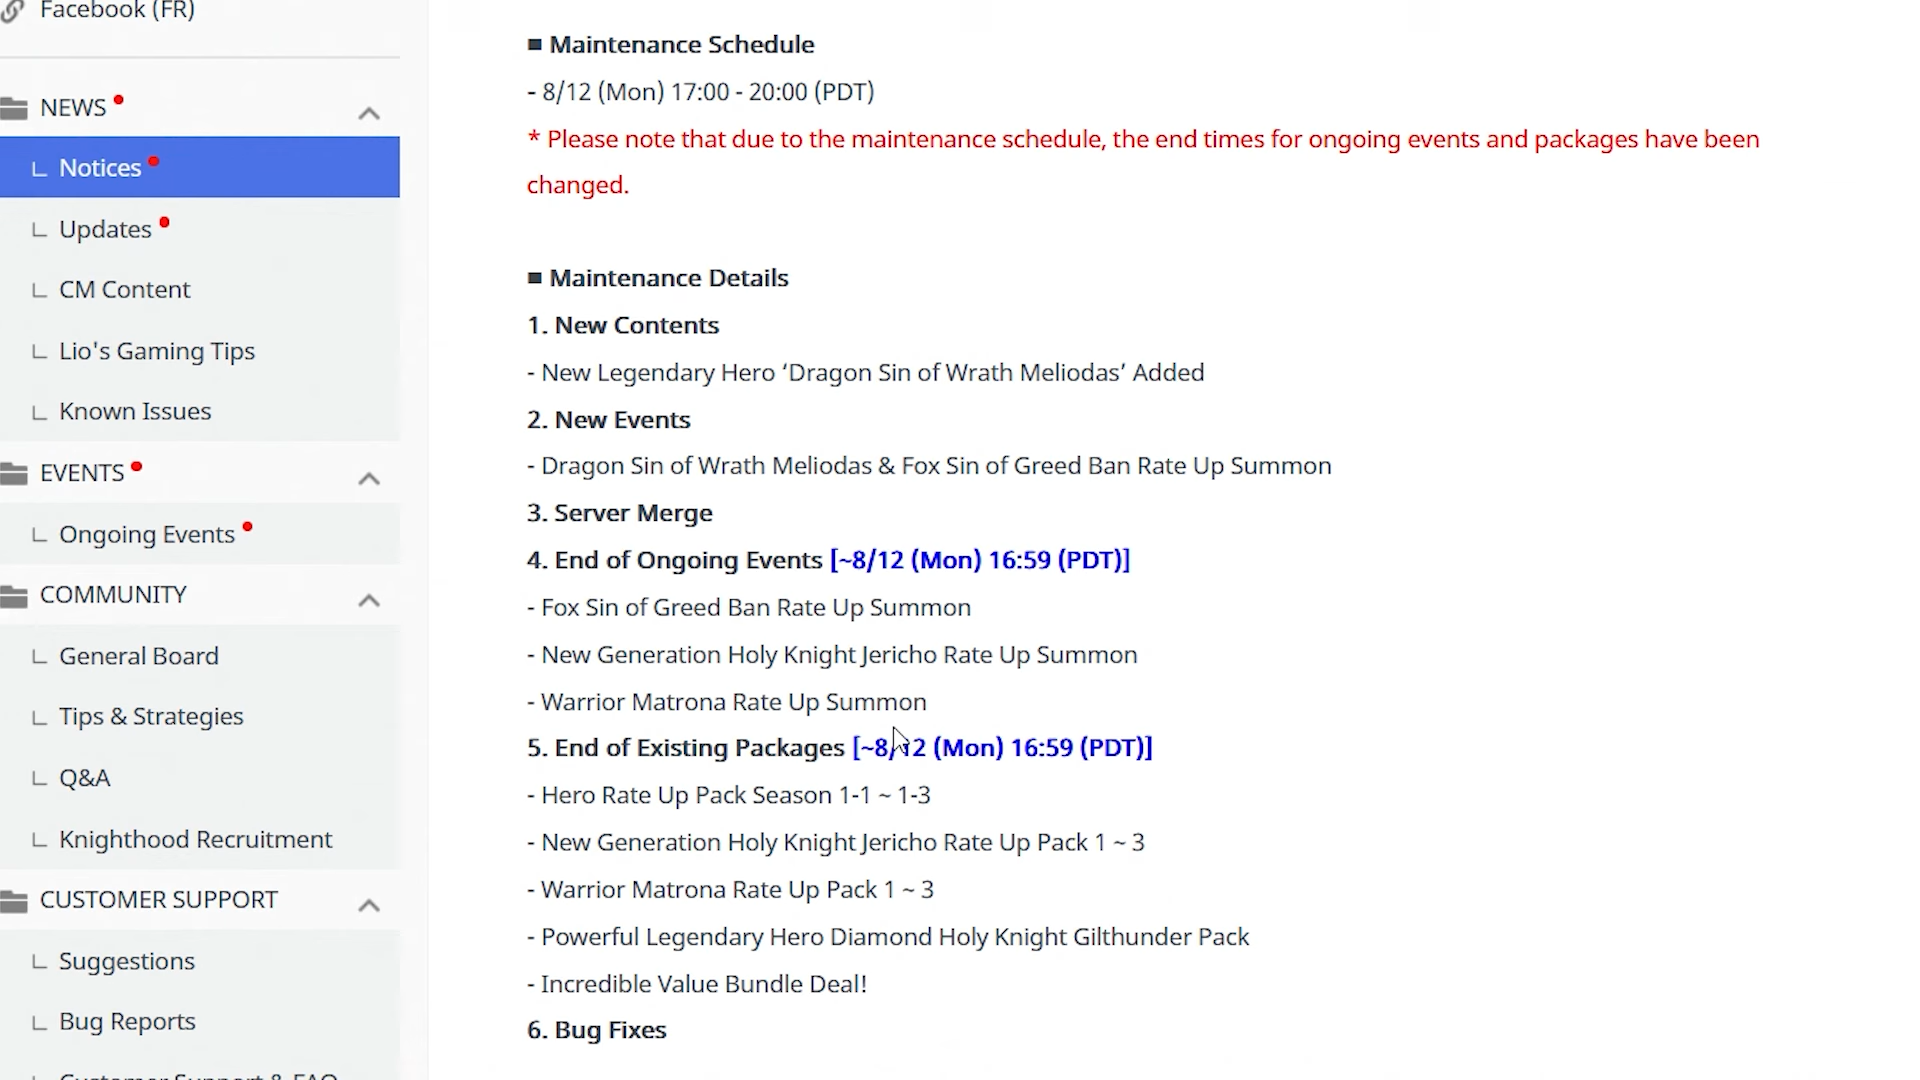 Facebook (FR)
NEWS
Notices
Updates
CM Content
Lio's Gaming Tips
Known Issues
EVENTS
Ongoing Events
COMMUNITY
General Board
Tips & Strategies
Q&A
Knighthood Recruitment
CUSTOMER SUPPORT
Suggestions
Bug Reports
Customer Support & FAQ
■ Maintenance Schedule
- 8/12 (Mon) 17:00 - 20:00 (PDT)
* Please note that due to the maintenance schedule, the end times for ongoing events and packages have been
changed.
■ Maintenance Details
1. New Contents
- New Legendary Hero ‘Dragon Sin of Wrath Meliodas’ Added
2. New Events
- Dragon Sin of Wrath Meliodas & Fox Sin of Greed Ban Rate Up Summon
3. Server Merge
4. End of Ongoing Events [~8/12 (Mon) 16:59 (PDT)]
- Fox Sin of Greed Ban Rate Up Summon
- New Generation Holy Knight Jericho Rate Up Summon
- Warrior Matrona Rate Up Summon
5. End of Existing Packages [~8/12 (Mon) 16:59 (PDT)]
- Hero Rate Up Pack Season 1-1 ~ 1-3
- New Generation Holy Knight Jericho Rate Up Pack 1 ~ 3
- Warrior Matrona Rate Up Pack 1 ~ 3
- Powerful Legendary Hero Diamond Holy Knight Gilthunder Pack
- Incredible Value Bundle Deal!
6. Bug Fixes